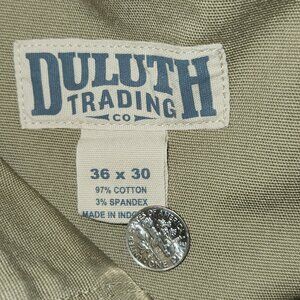 DULUTH
TRADING
CO
36 x 30
97% COTTON
3% SPANDEX
MADE IN